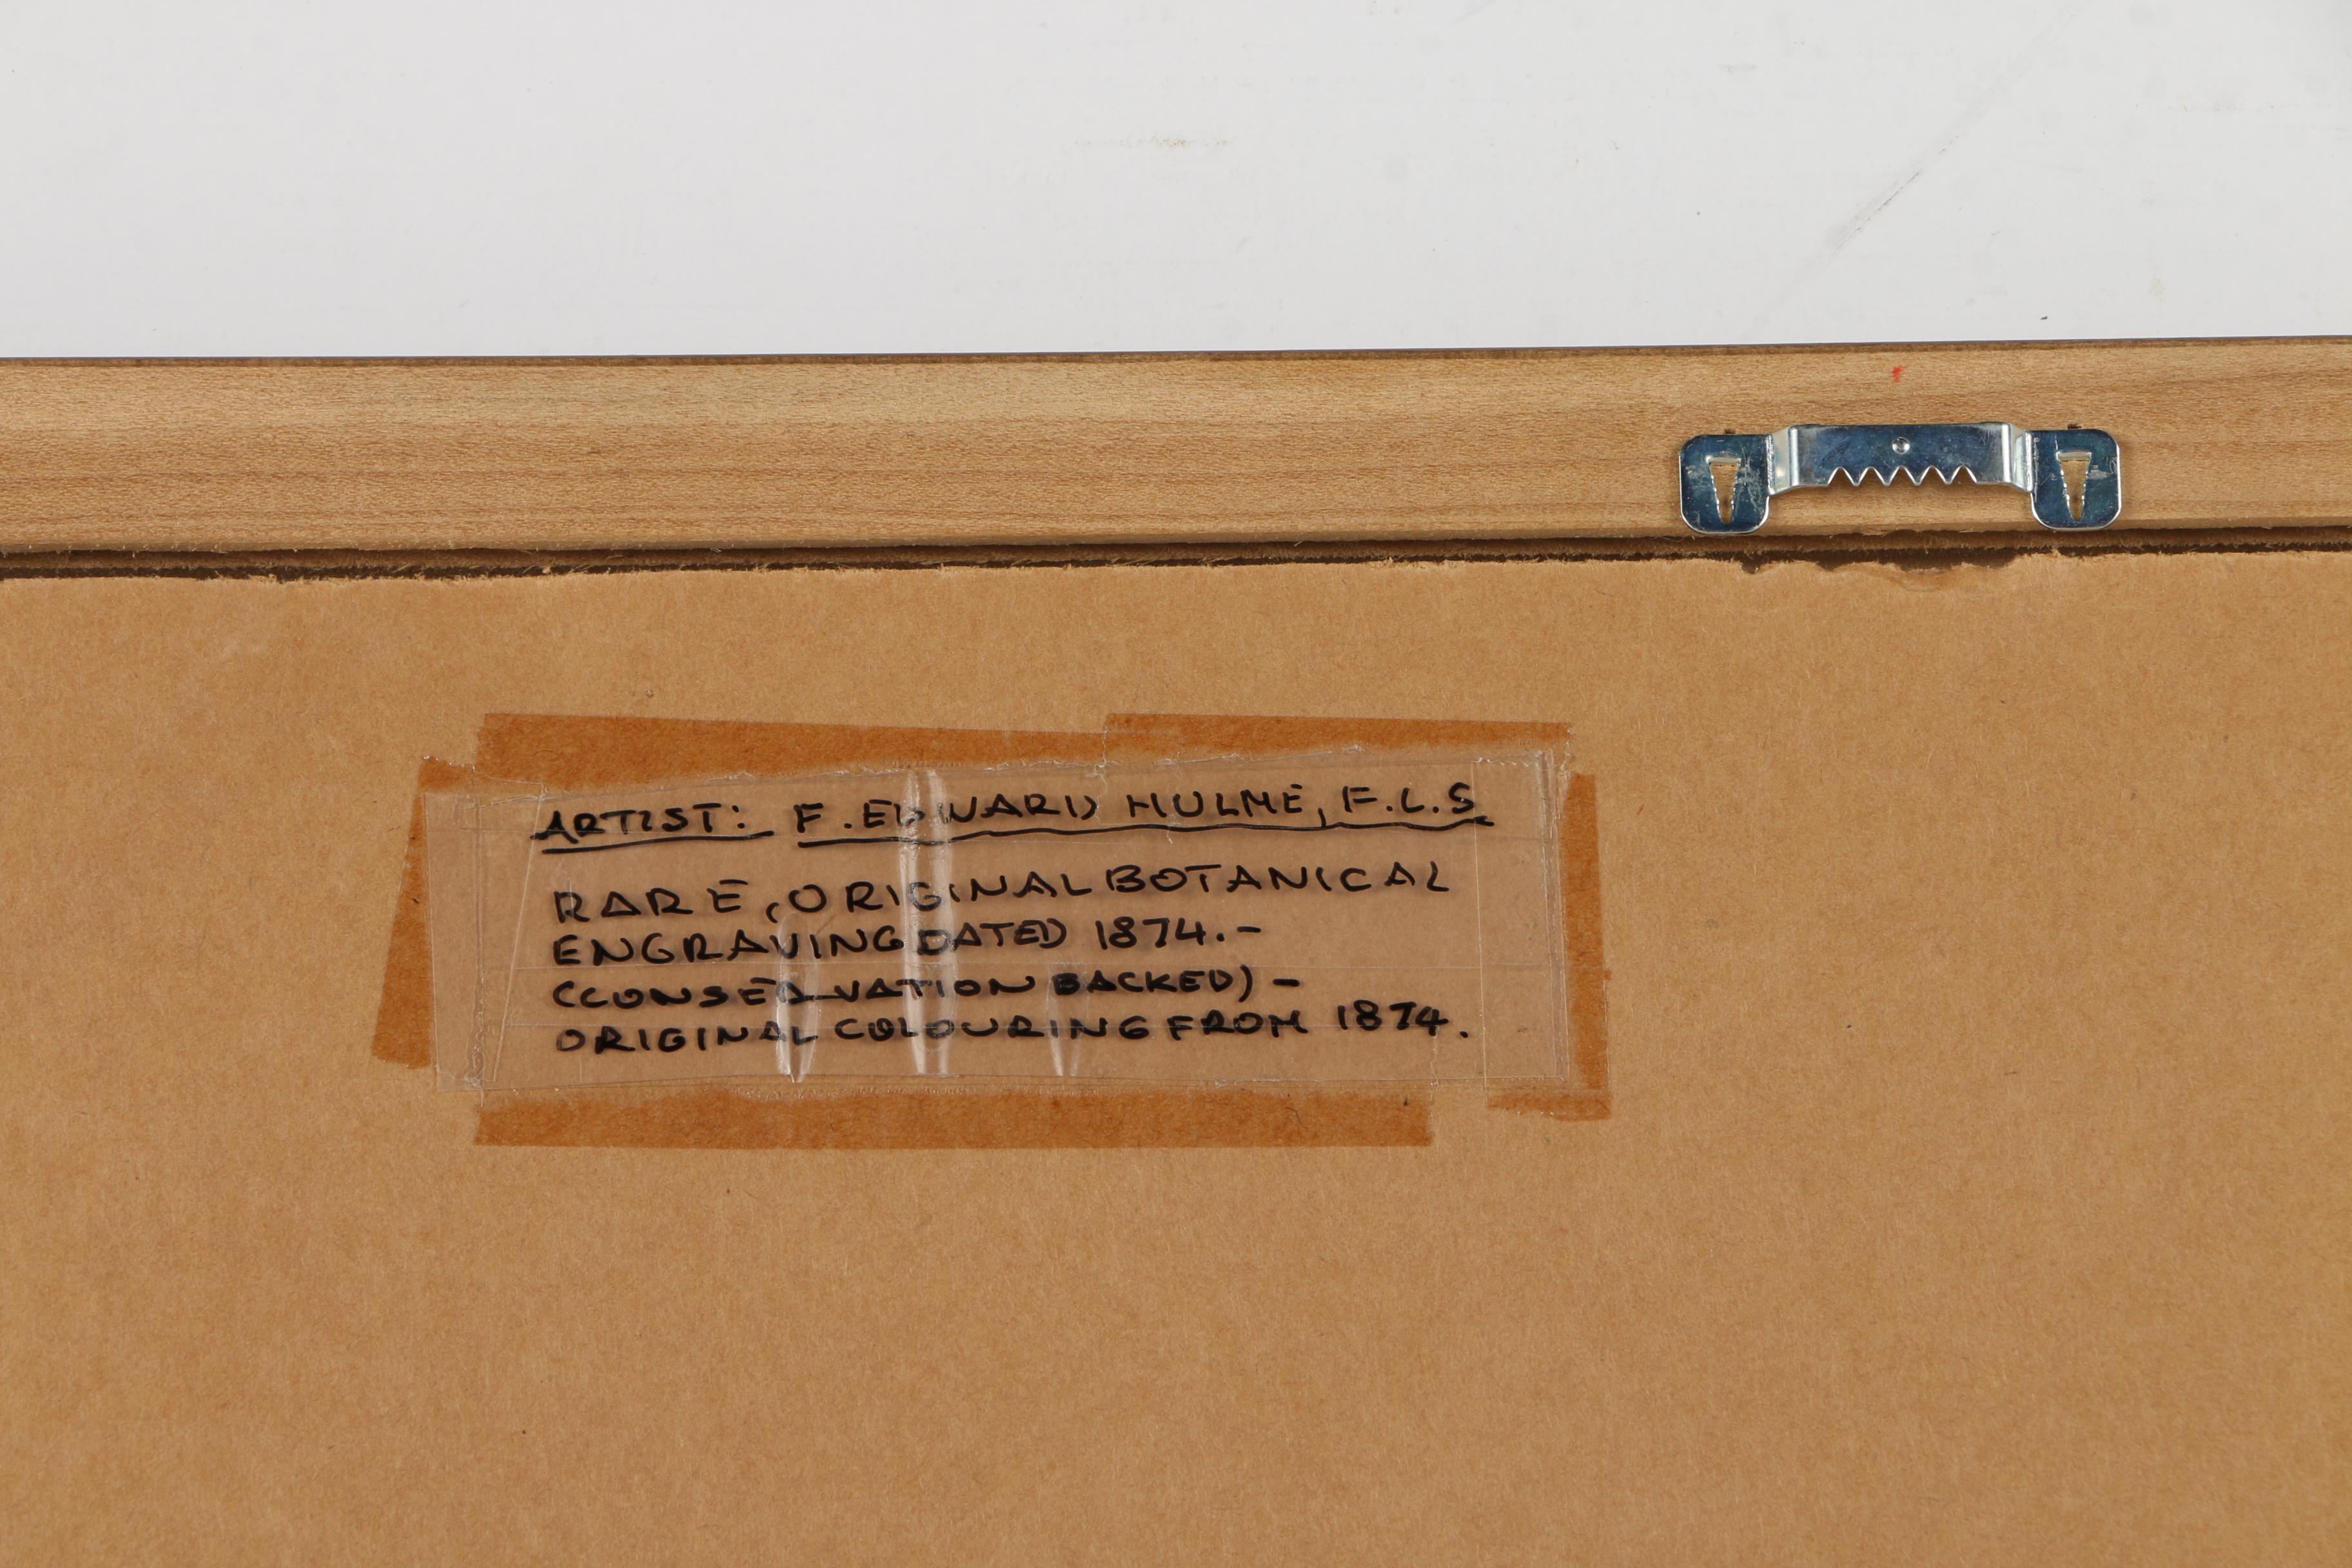 ARTIST: F. EDWARD HULME, F.L.S
RARE, ORIGINAL BOTANICAL
ENGRAVING DATED 1874.-
(CONSERVATION BACKED) -
ORIGINAL COLOURING FROM 1874.